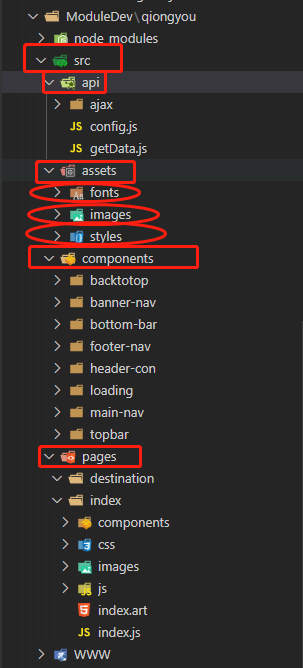 ModuleDev\qiongyou
node_modules
src
api
ajax
JS config.js
JS getData.js
assets
fonts
images
styles
components
backtotop
banner-nav
bottom-bar
footer-nav
header-con
loading
main-nav
topbar
pages
destination
index
components
css
images
js
index.art
JS index.js
WWW